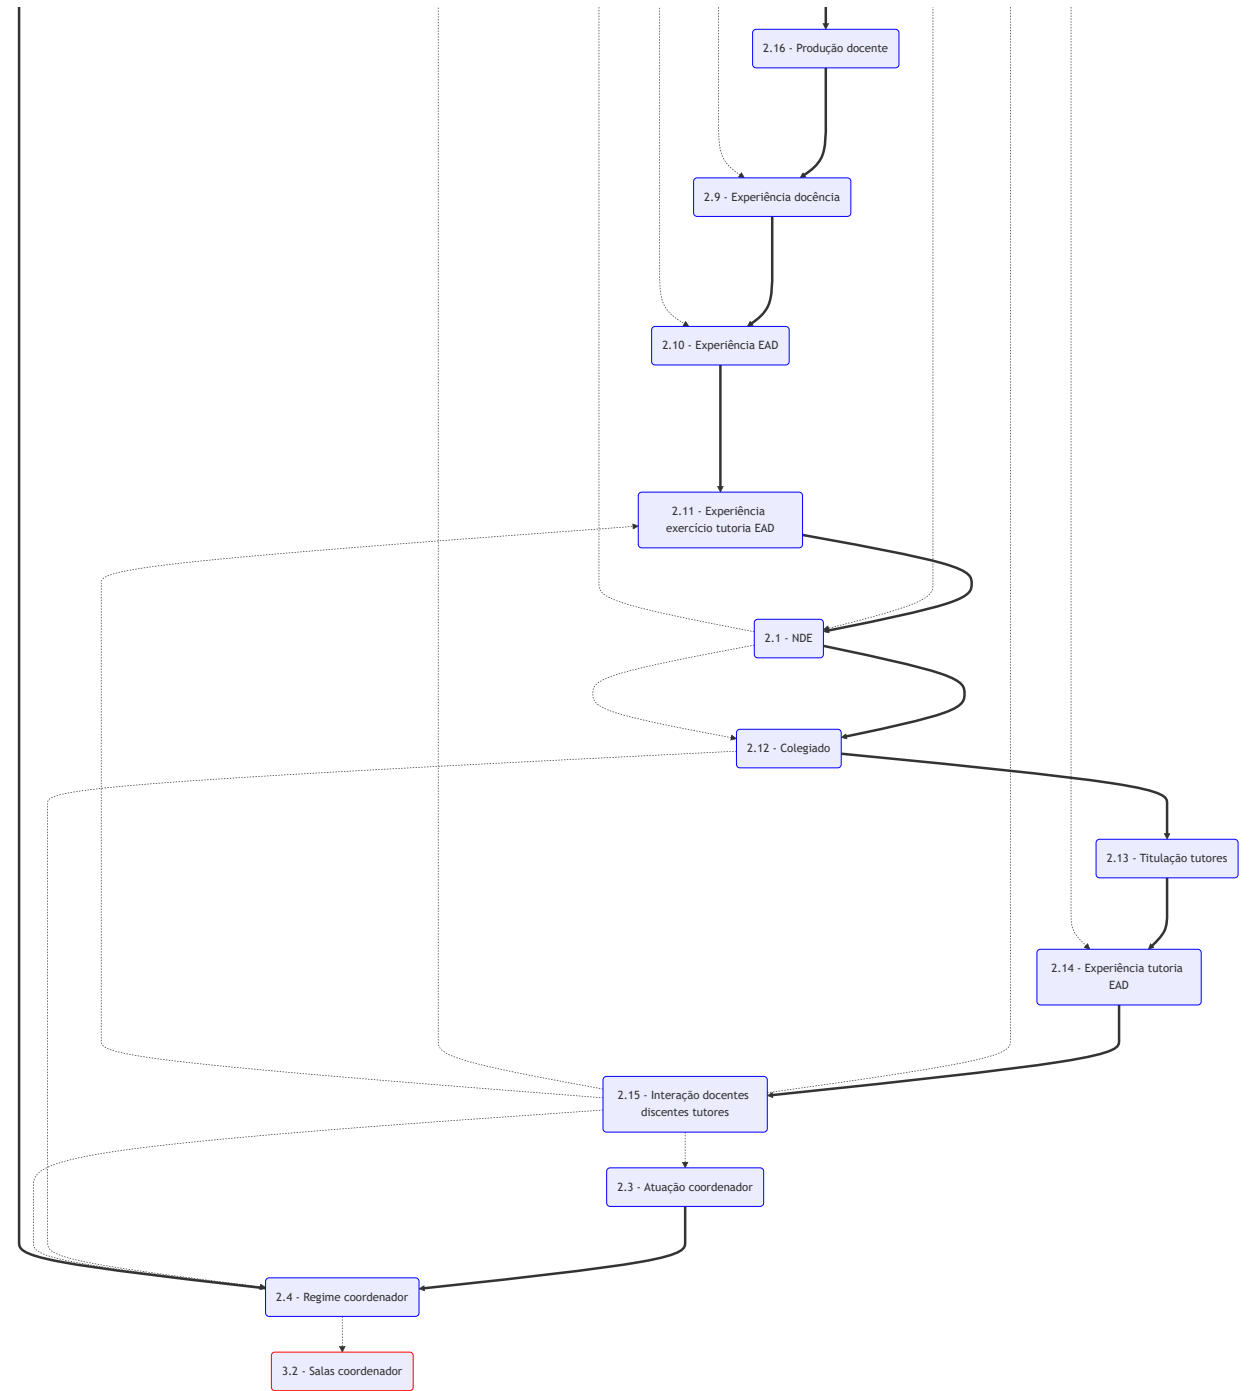 2.16 - Produção docente
2.9 - Experiência docência
2.10 - Experiência EAD
2.11 - Experiência
exercício tutoria EAD
2.1 - NDE
2.12 - Colegiado
2.13 - Titulação tutores
2.14 - Experiência tutoria
EAD
2.15 - Interação docentes
discentes tutores
2.3 - Atuação coordenador
2.4 - Regime coordenador
3.2 - Salas coordenador